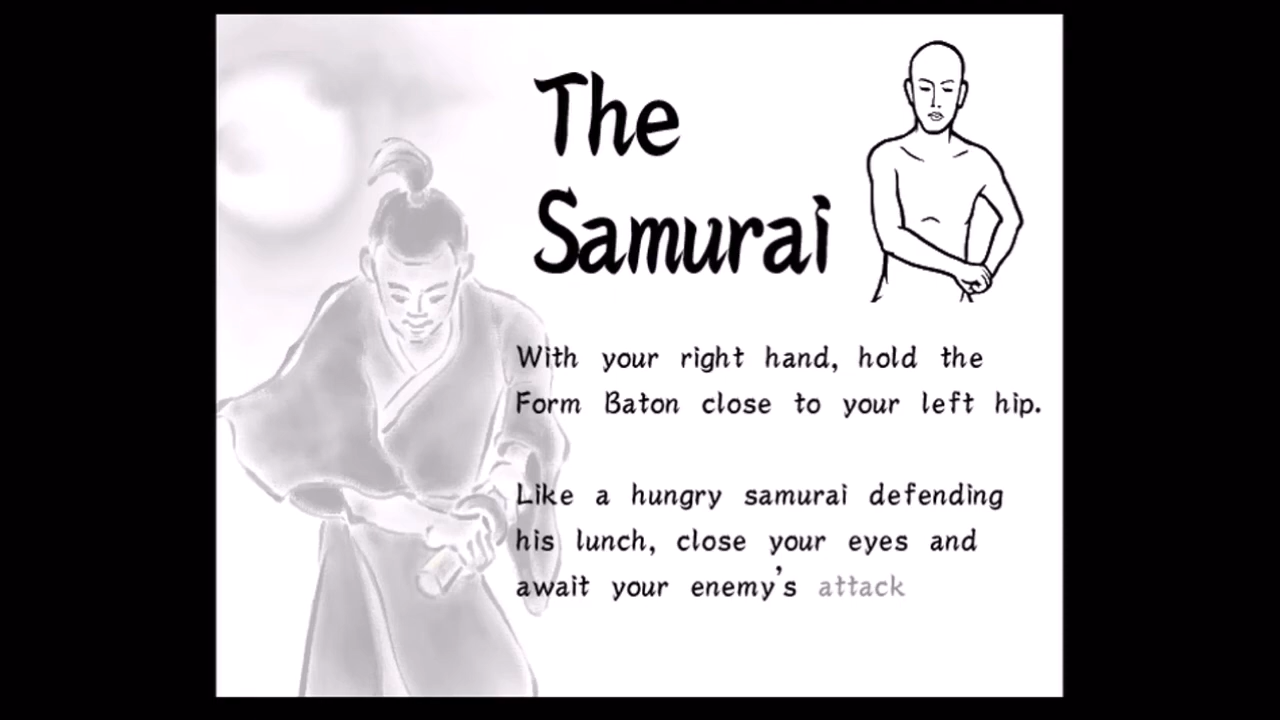 The
Samurai
With your right hand, hold the
Form Baton close to your left hip.
Like a hungry samurai defending
his lunch, close your eyes and
await your enemy's attack